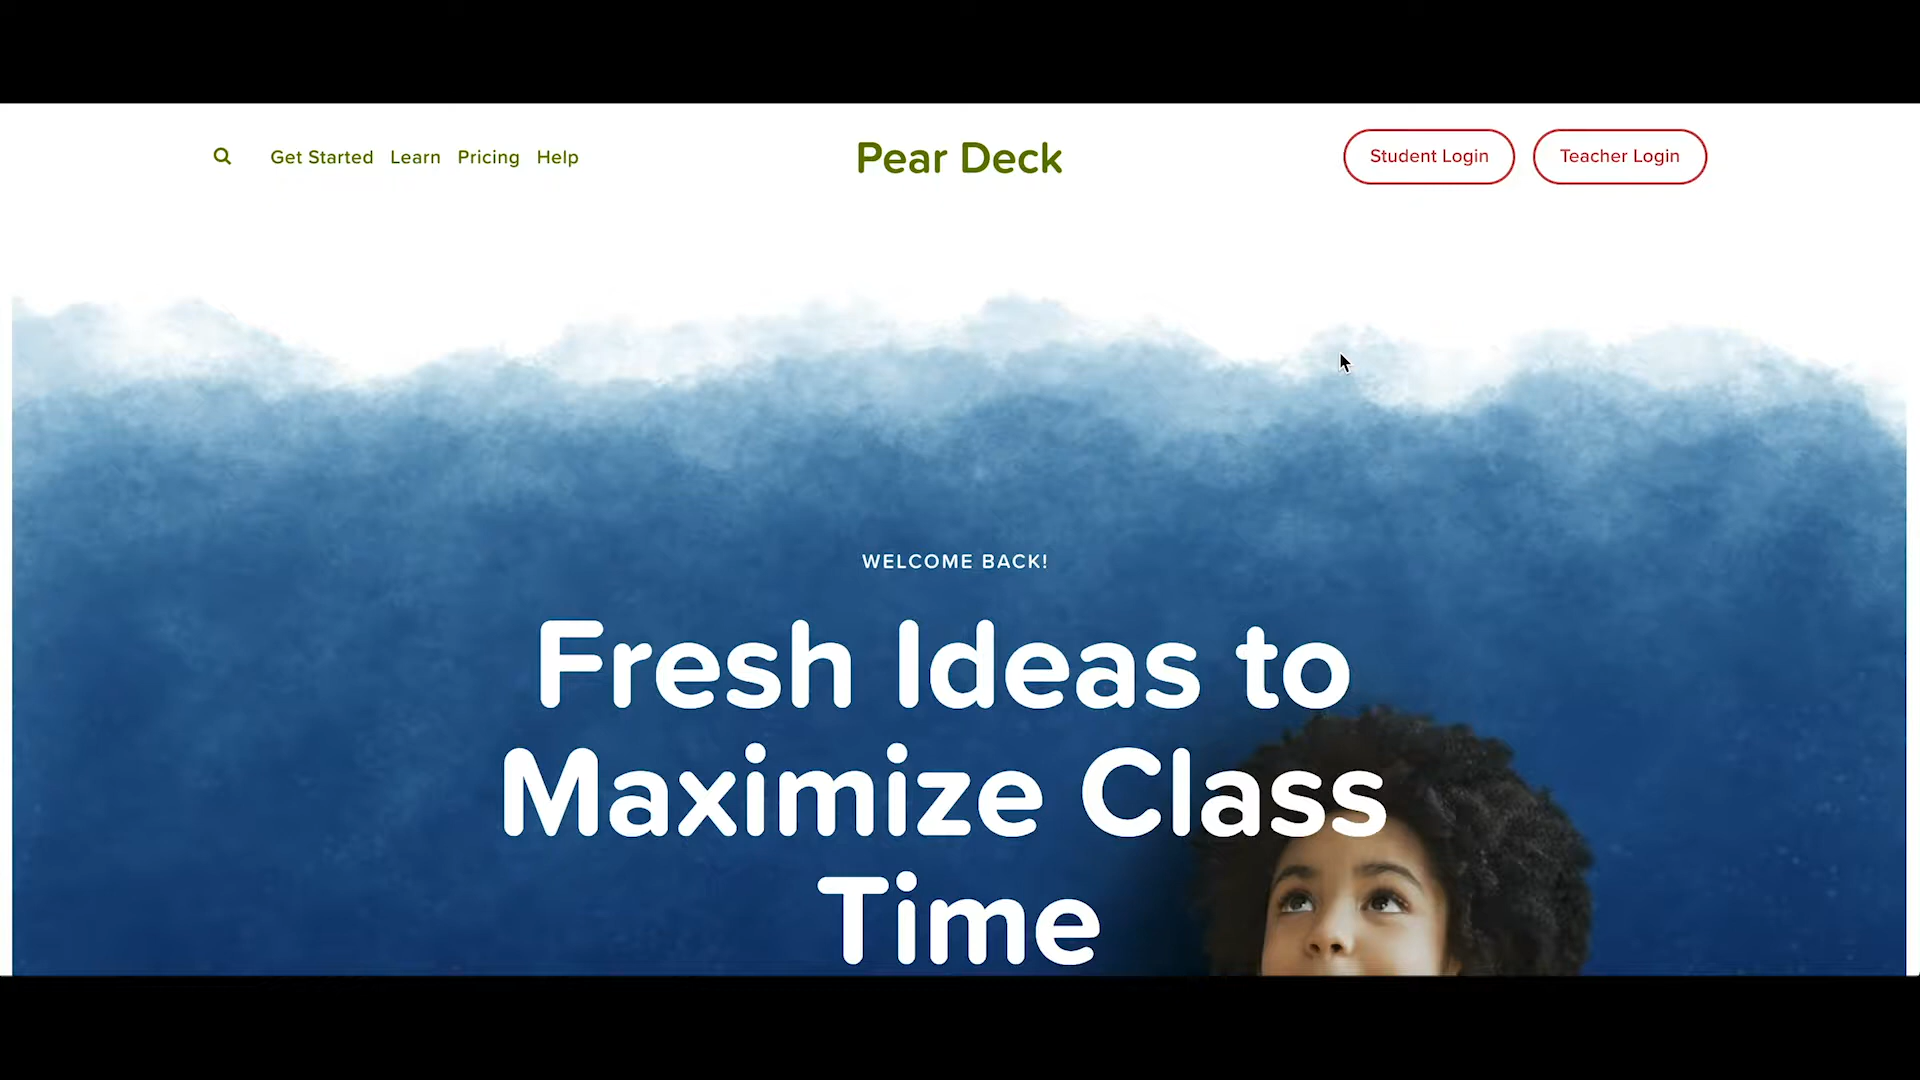 Get Started Learn Pricing Help
Pear Deck
Student Login
Teacher Login
WELCOME BACK!
Fresh Ideas to
Maximize Class
Time